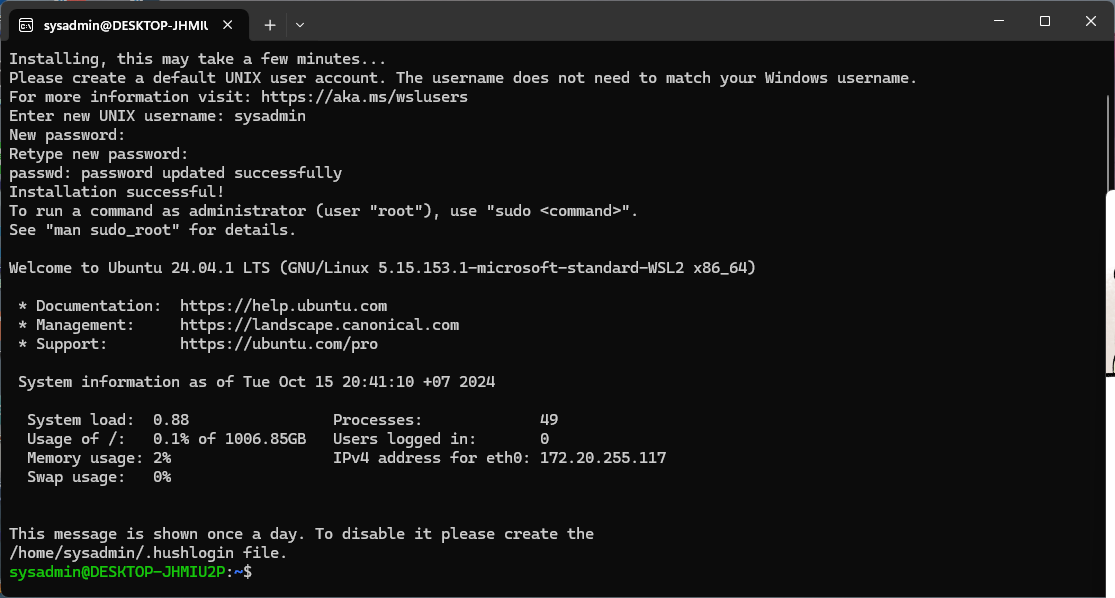 sysadmin@DESKTOP-JHMIU
Installing, this may take a few minutes...
Please create a default UNIX user account. The username does not need to match your Windows username.
For more information visit: https://aka.ms/wslusers
Enter new UNIX username: sysadmin
New password:
Retype new password:
passwd: password updated successfully
Installation successful!
To run a command as administrator (user "root"), use "sudo <command>".
See "man sudo_root" for details.
Welcome to Ubuntu 24.04.1 LTS (GNU/Linux 5.15.153.1-microsoft-standard-WSL2 x86_64)
* Documentation:  https://help.ubuntu.com
* Management:     https://landscape.canonical.com
* Support:        https://ubuntu.com/pro
System information as of Tue Oct 15 20:41:10 +07 2024
System load:  0.88                Processes:             49
Usage of /:   0.1% of 1006.85GB   Users logged in:       0
Memory usage: 2%                  IPv4 address for eth0: 172.20.255.117
Swap usage:   0%
This message is shown once a day. To disable it please create the
/home/sysadmin/.hushlogin file.
sysadmin@DESKTOP-JHMIU2P:~$